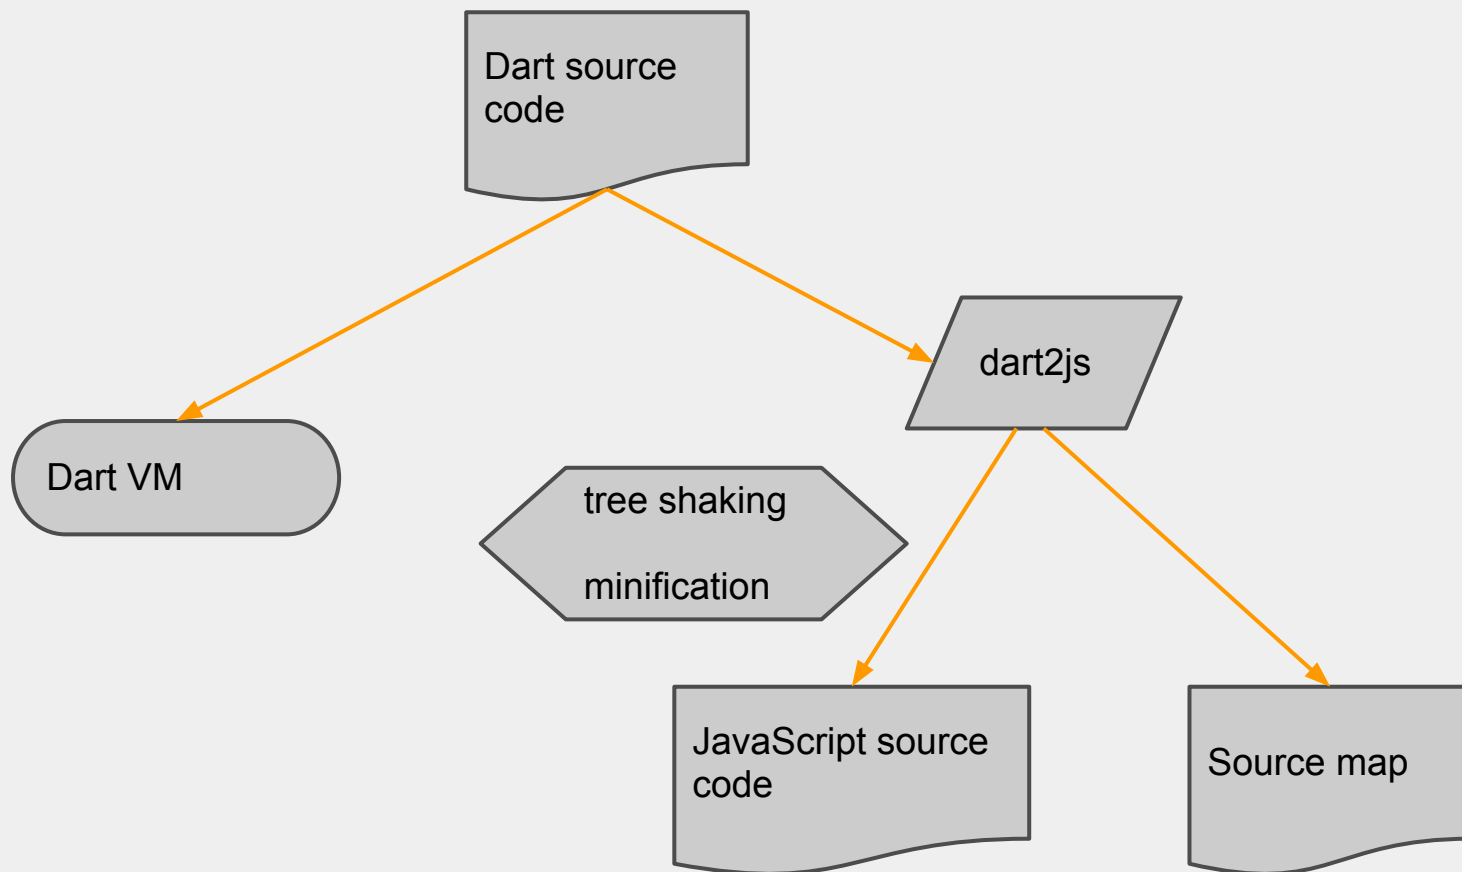 Dart source
code
dart2js
Dart VM
tree shaking
minification
JavaScript source
code
Source map